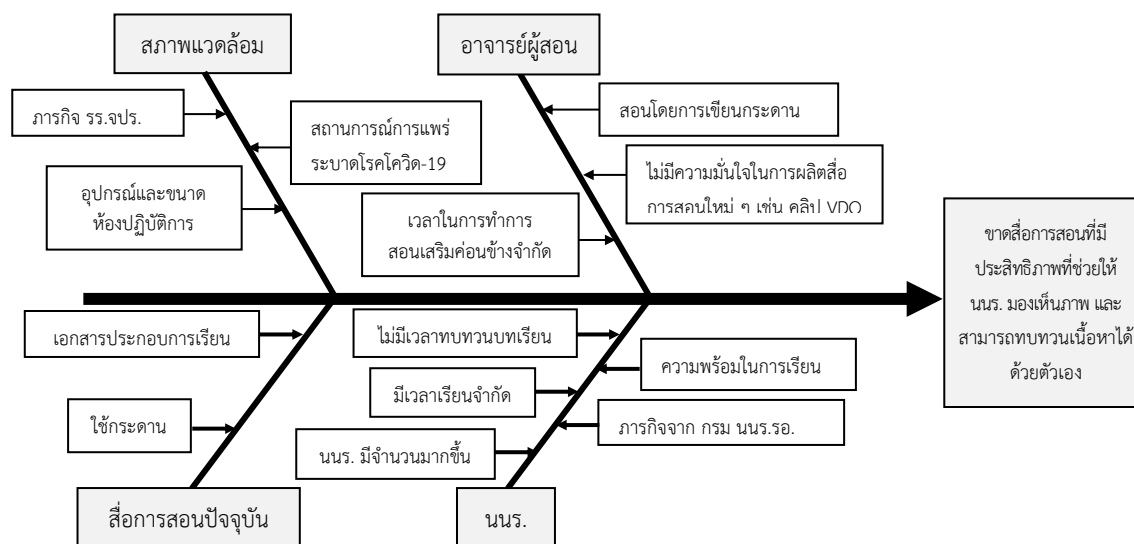 สภาพแวดล้อม
อาจารย์ผู้สอน
ภารกิจ รร.จปร.
สถานการณ์การแพร่
ระบาดโรคโควิด-19
อุปกรณ์และขนาด
ห้องปฏิบัติการ
สอนโดยการเขียนกระดาน
ไม่มีความมั่นใจในการผลิตสื่อ
การสอนใหม่ ๆ เช่น คลิป VDO
เวลาในการทำการ
สอนเสริมค่อนข้างจำกัด
ขาดสื่อการสอนที่มี
ประสิทธิภาพที่ช่วยให้
นนร. มองเห็นภาพ และ
สามารถทบทวนเนื้อหาได้
ด้วยตัวเอง
เอกสารประกอบการเรียน
ใช้กระดาน
ไม่มีเวลาทบทวนบทเรียน
ความพร้อมในการเรียน
มีเวลาเรียนจำกัด
ภารกิจจาก กรม นนร.รอ.
นนร. มีจำนวนมากขึ้น
สื่อการสอนปัจจุบัน
นนร.